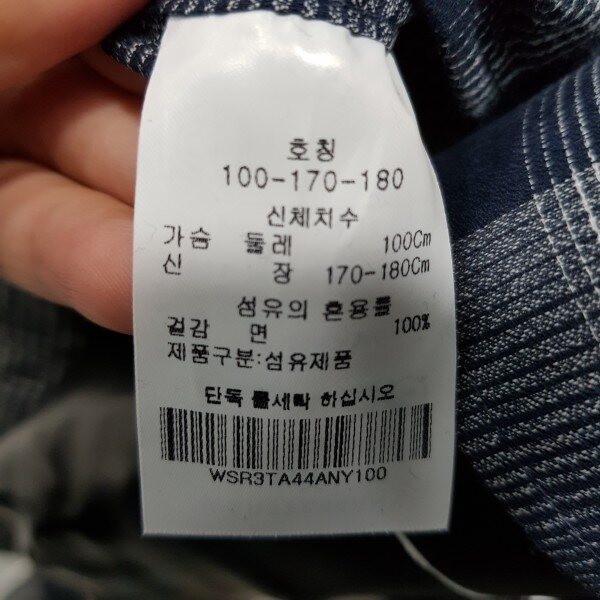 호칭
100-170-180
신체치수
가슴 둘레 100Cm
신 장 170-180Cm
섬유의 혼용률
겉감 면 100%
제품구분:섬유제품
단독 물세탁 하십시오
WSR3TA44ANY100